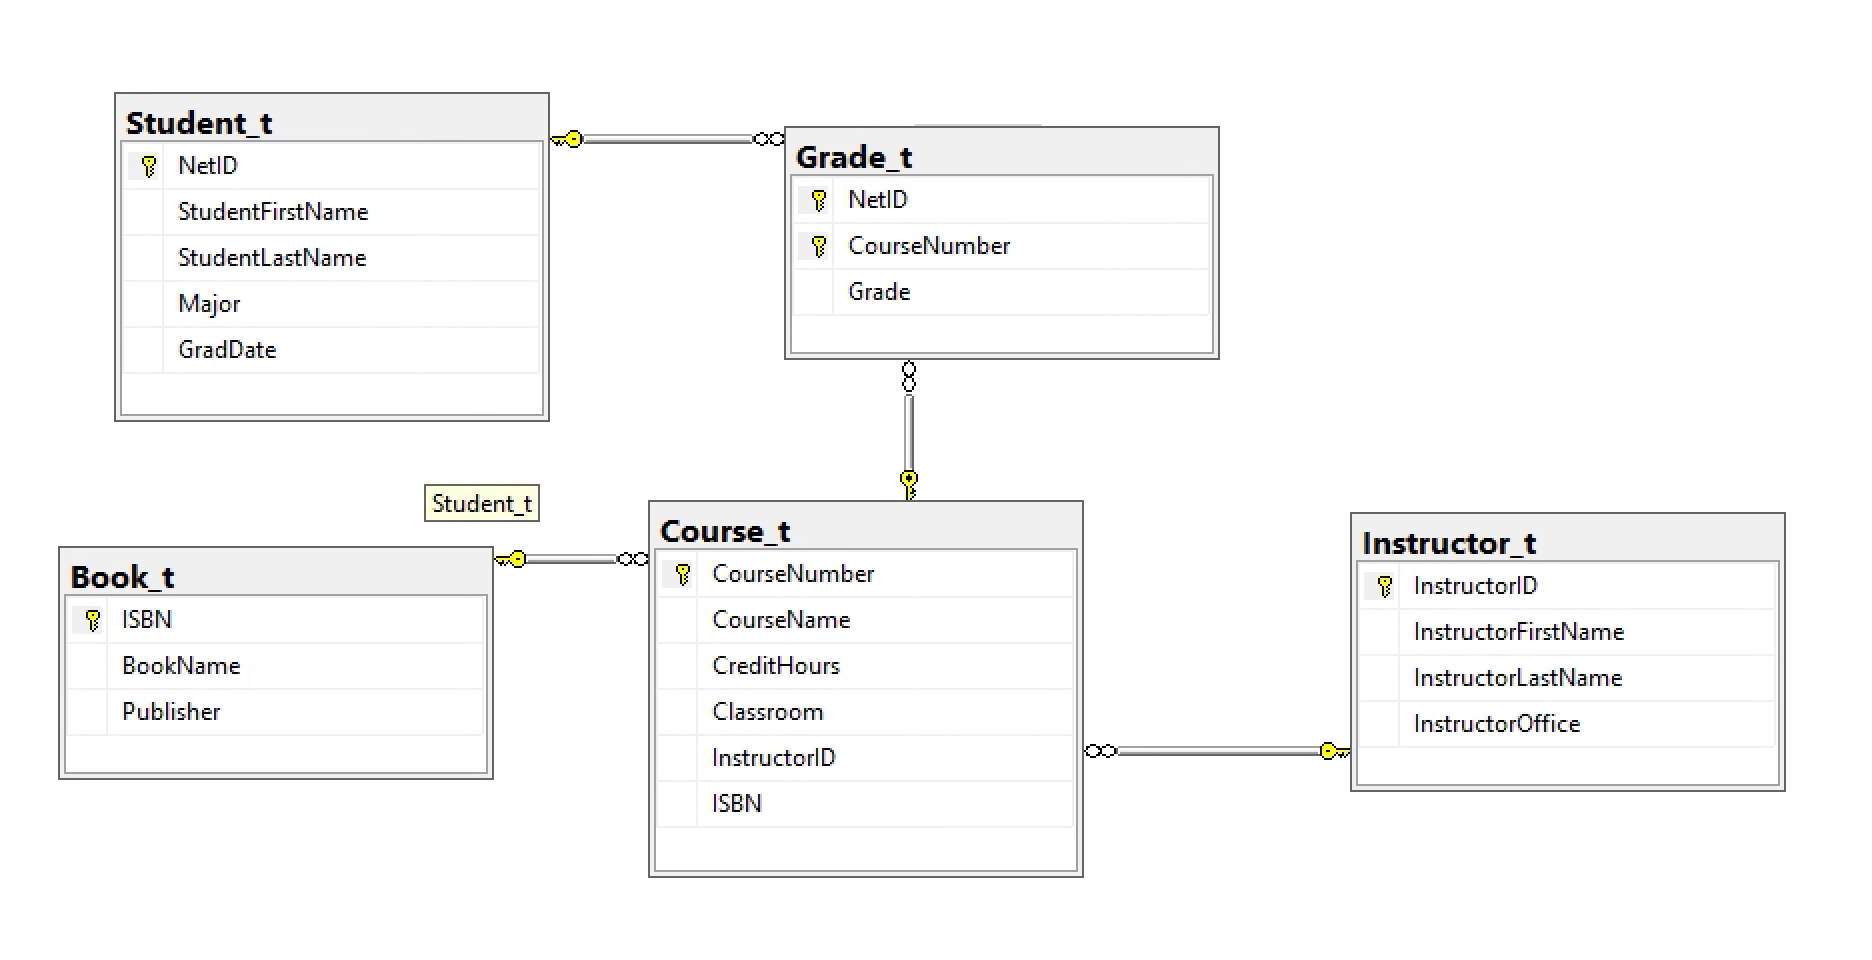 Student_t
NetID
StudentFirstName
StudentLastName
Major
GradDate
Grade_t
NetID
CourseNumber
Grade
Student_t
Book_t
ISBN
BookName
Publisher
Course_t
CourseNumber
CourseName
CreditHours
Classroom
InstructorID
ISBN
Instructor_t
InstructorID
InstructorFirstName
InstructorLastName
InstructorOffice